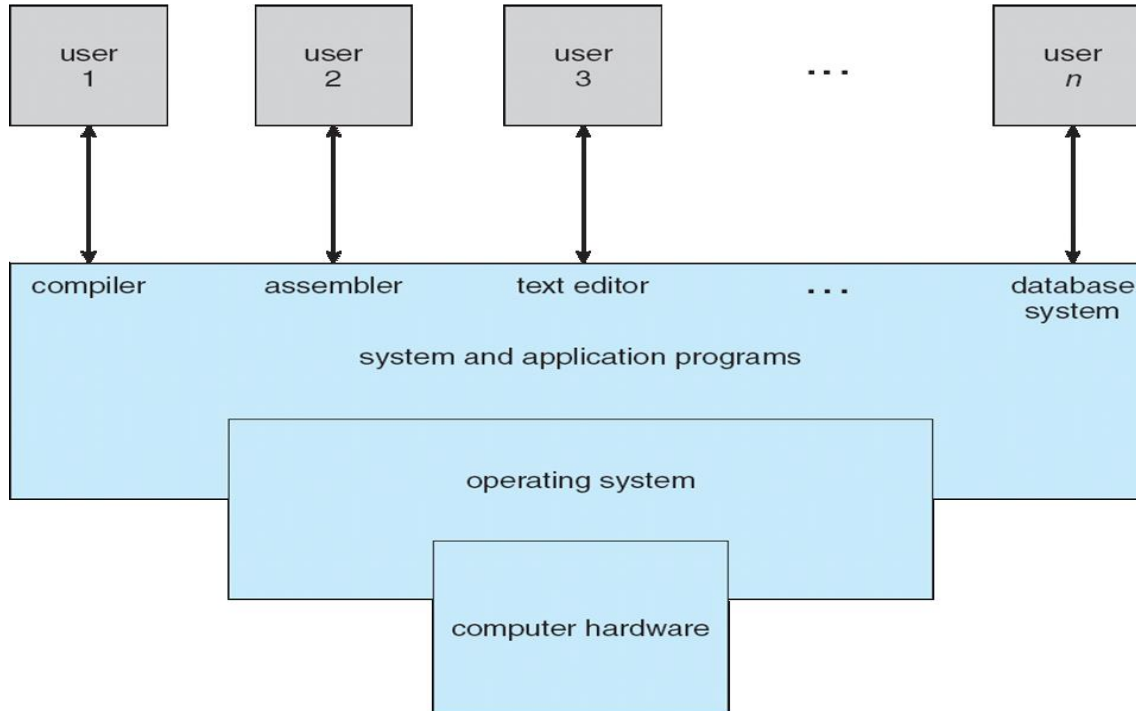 user
1
user
2
user
3
...
user
n
compiler
assembler
text editor
...
database
system
system and application programs
operating system
computer hardware